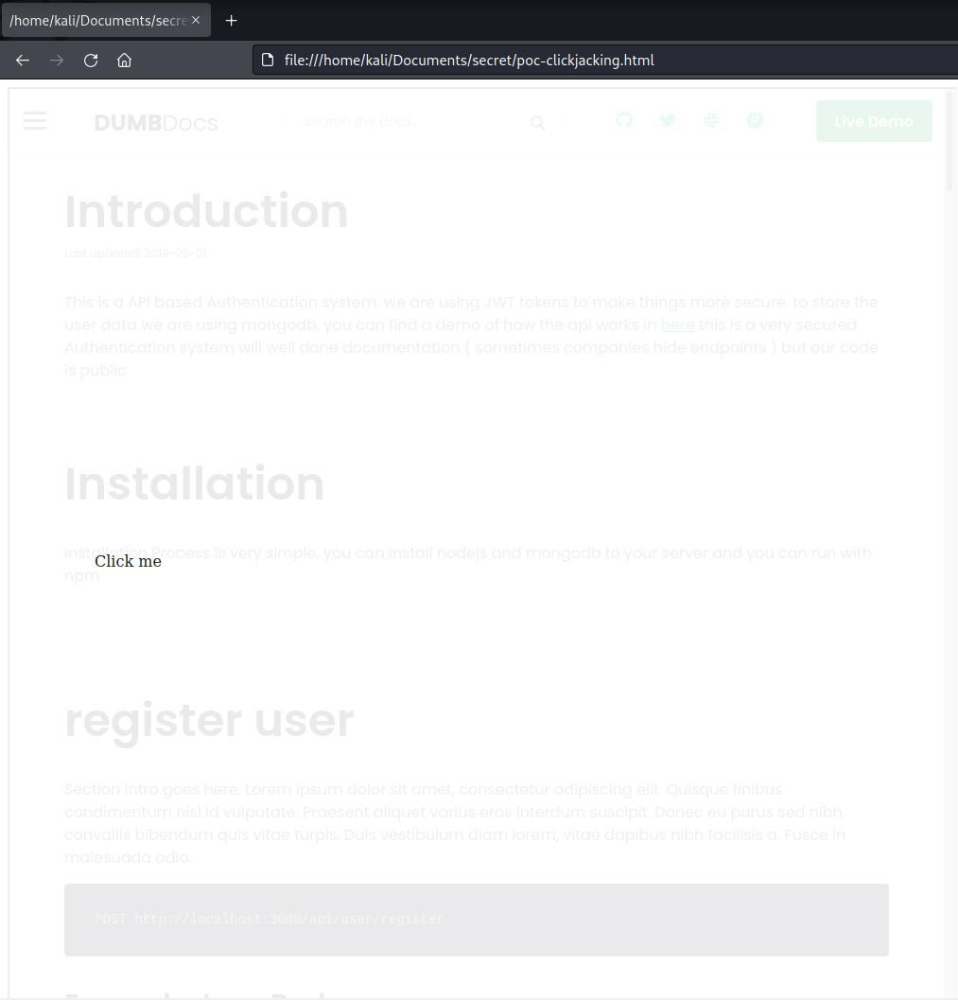 /home/kali/Documents/secre
file:///home/kali/Documents/secret/poc-clickjacking.html
DUMBDocs
Search the docs...
Live Demo
Introduction
Last updated: 2019-06-01
This is a API based Authentication system. we are using JWT tokens to make things more secure. to store the
user data we are using mongodb, you can find a demo of how the api works in here this is a very secured
Authentication system will well done documentation ( sometimes companies hide endpoints ) but our code
is public
Installation
Installation Process is very simple, you can install nodejs and mongodb to your server and you can run with
Click me
npm
register user
Section intro goes here. Lorem ipsum dolor sit amet, consectetur adipiscing elit. Quisque finibus
condimentum nisl id vulputate. Praesent aliquet varius eros interdum suscipit. Donec eu purus sed nibh
convallis bibendum quis vitae turpis. Duis vestibulum diam lorem, vitae dapibus nibh facilisis a. Fusce in
malesuada odio.
POST http://localhost:3000/api/user/register